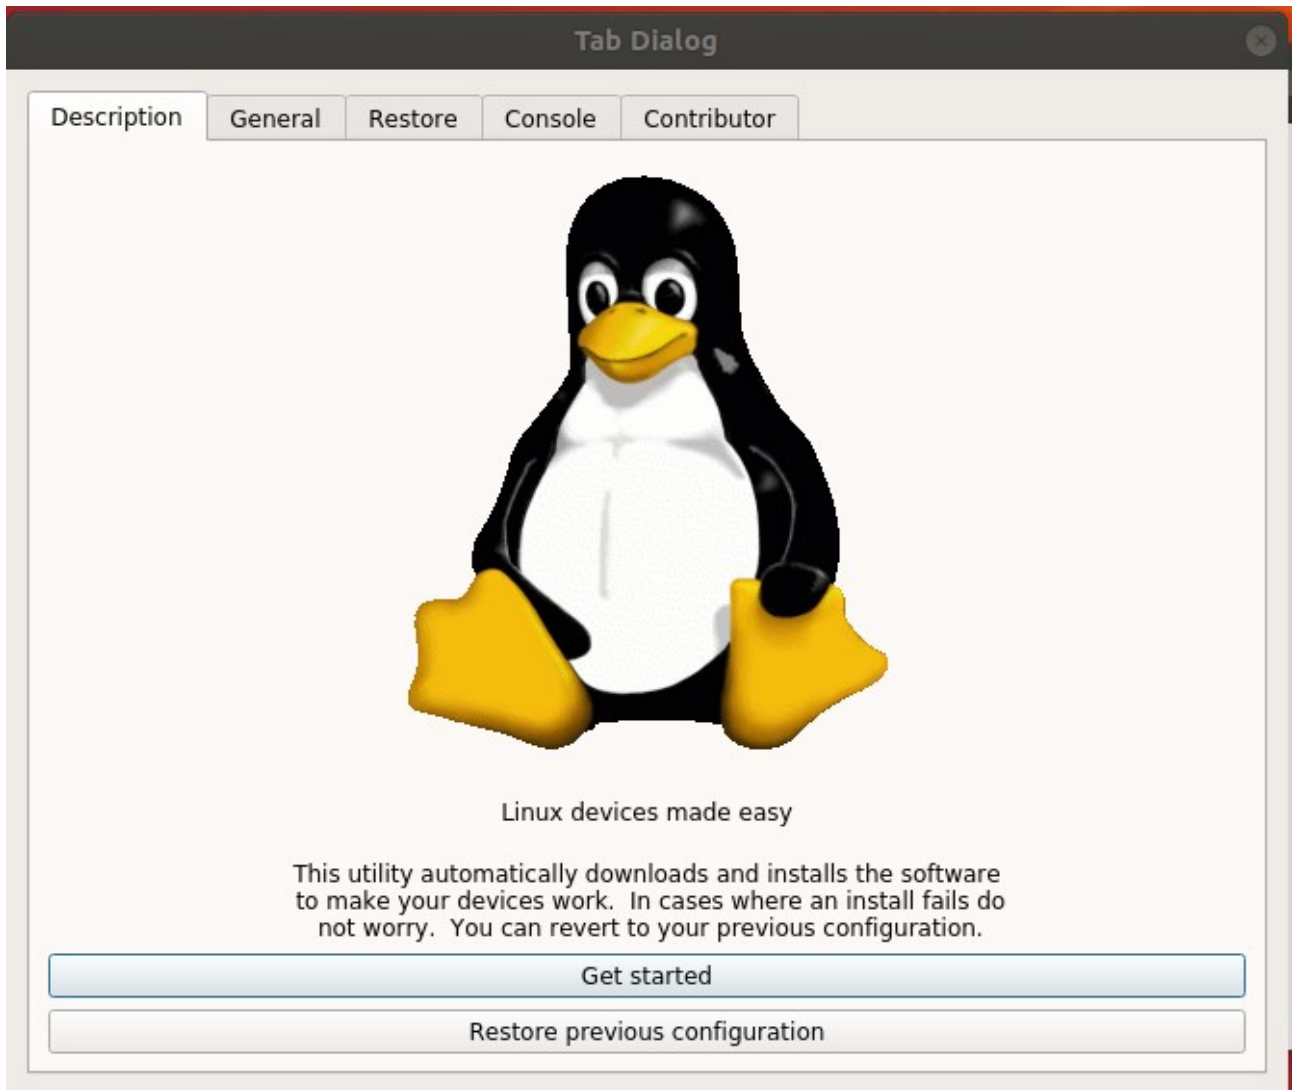 Tab Dialog
Description General Restore Console Contributor
Linux devices made easy
This utility automatically downloads and installs the software
to make your devices work.  In cases where an install fails do
not worry.  You can revert to your previous configuration.
Get started
Restore previous configuration